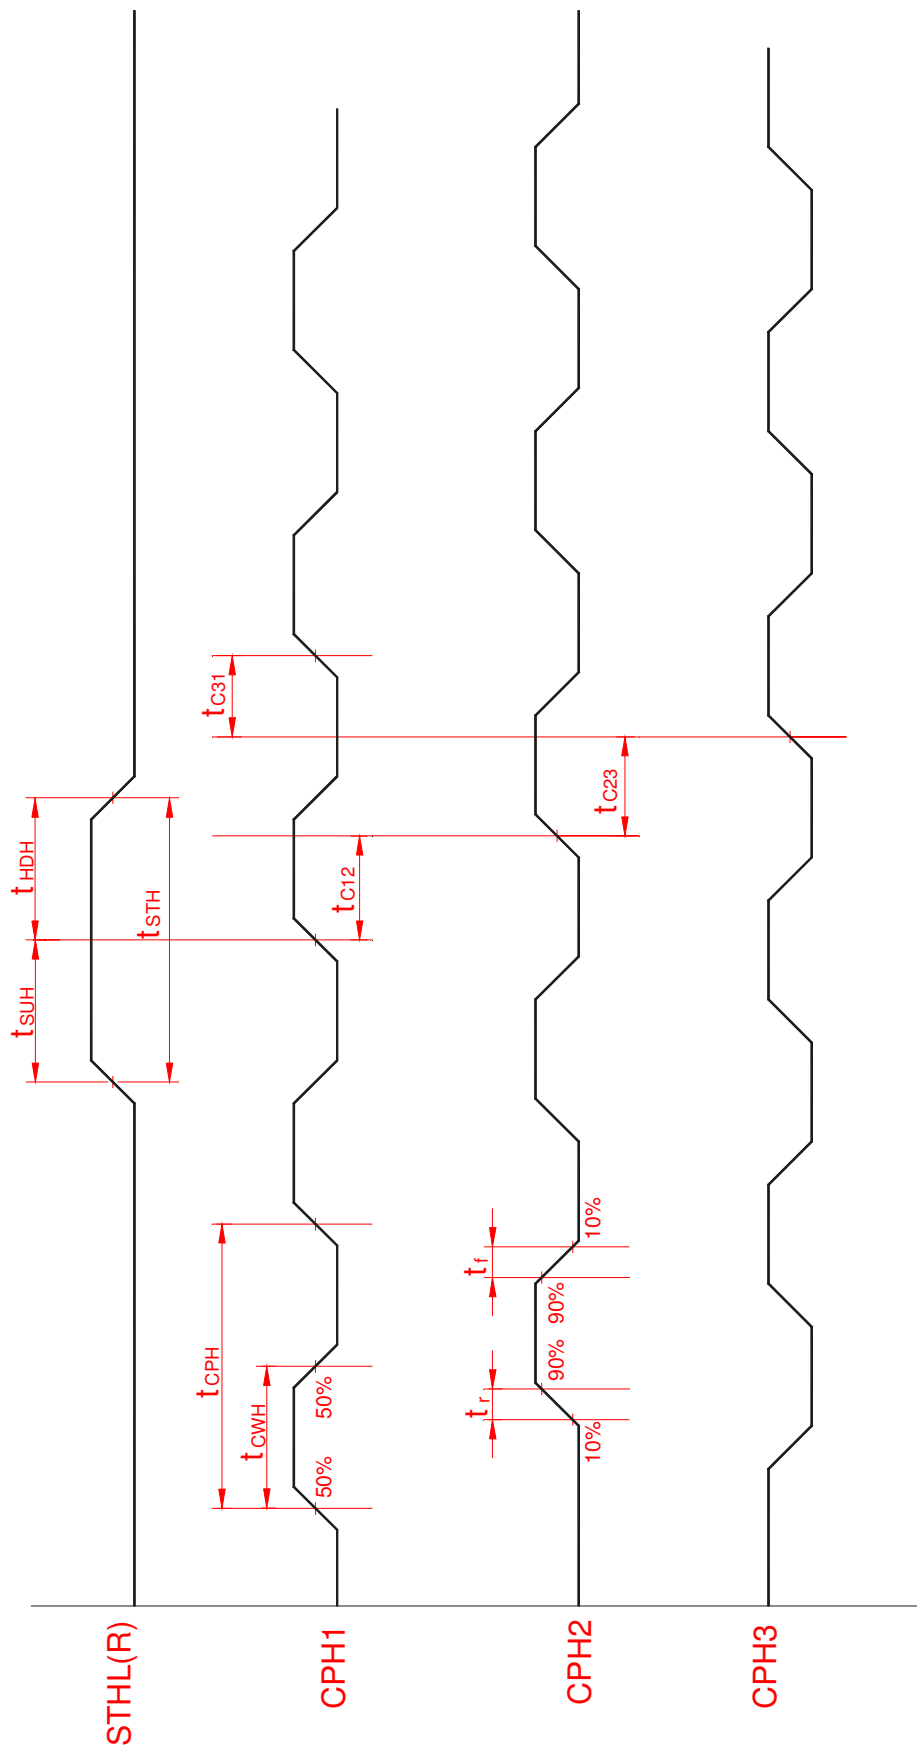 STHL(R)
tSUH
tHDH
tSTH
CPH1
tCPH
tCWH
50%
50%
tC12
tC31
CPH2
tr
tf
10%
90%
90%
10%
tC23
CPH3